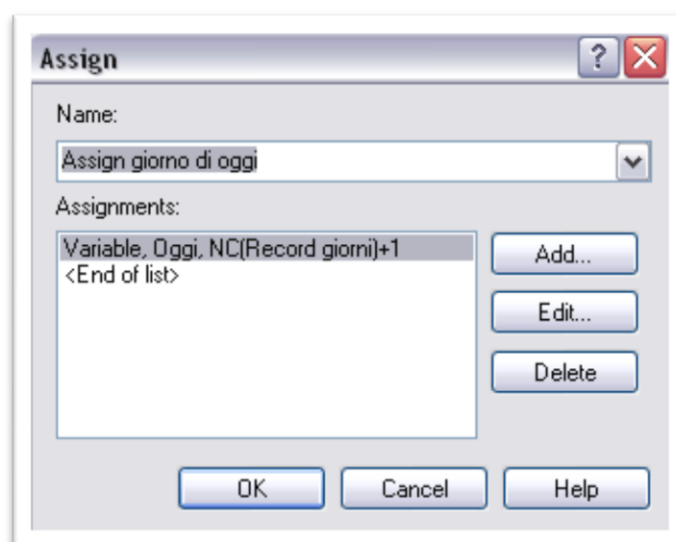 Assign
Name:
Assign giorno di oggi
Assignments:
Variable, Oggi, NC(Record giorni)+1
<End of list>
Add...
Edit...
Delete
OK Cancel Help